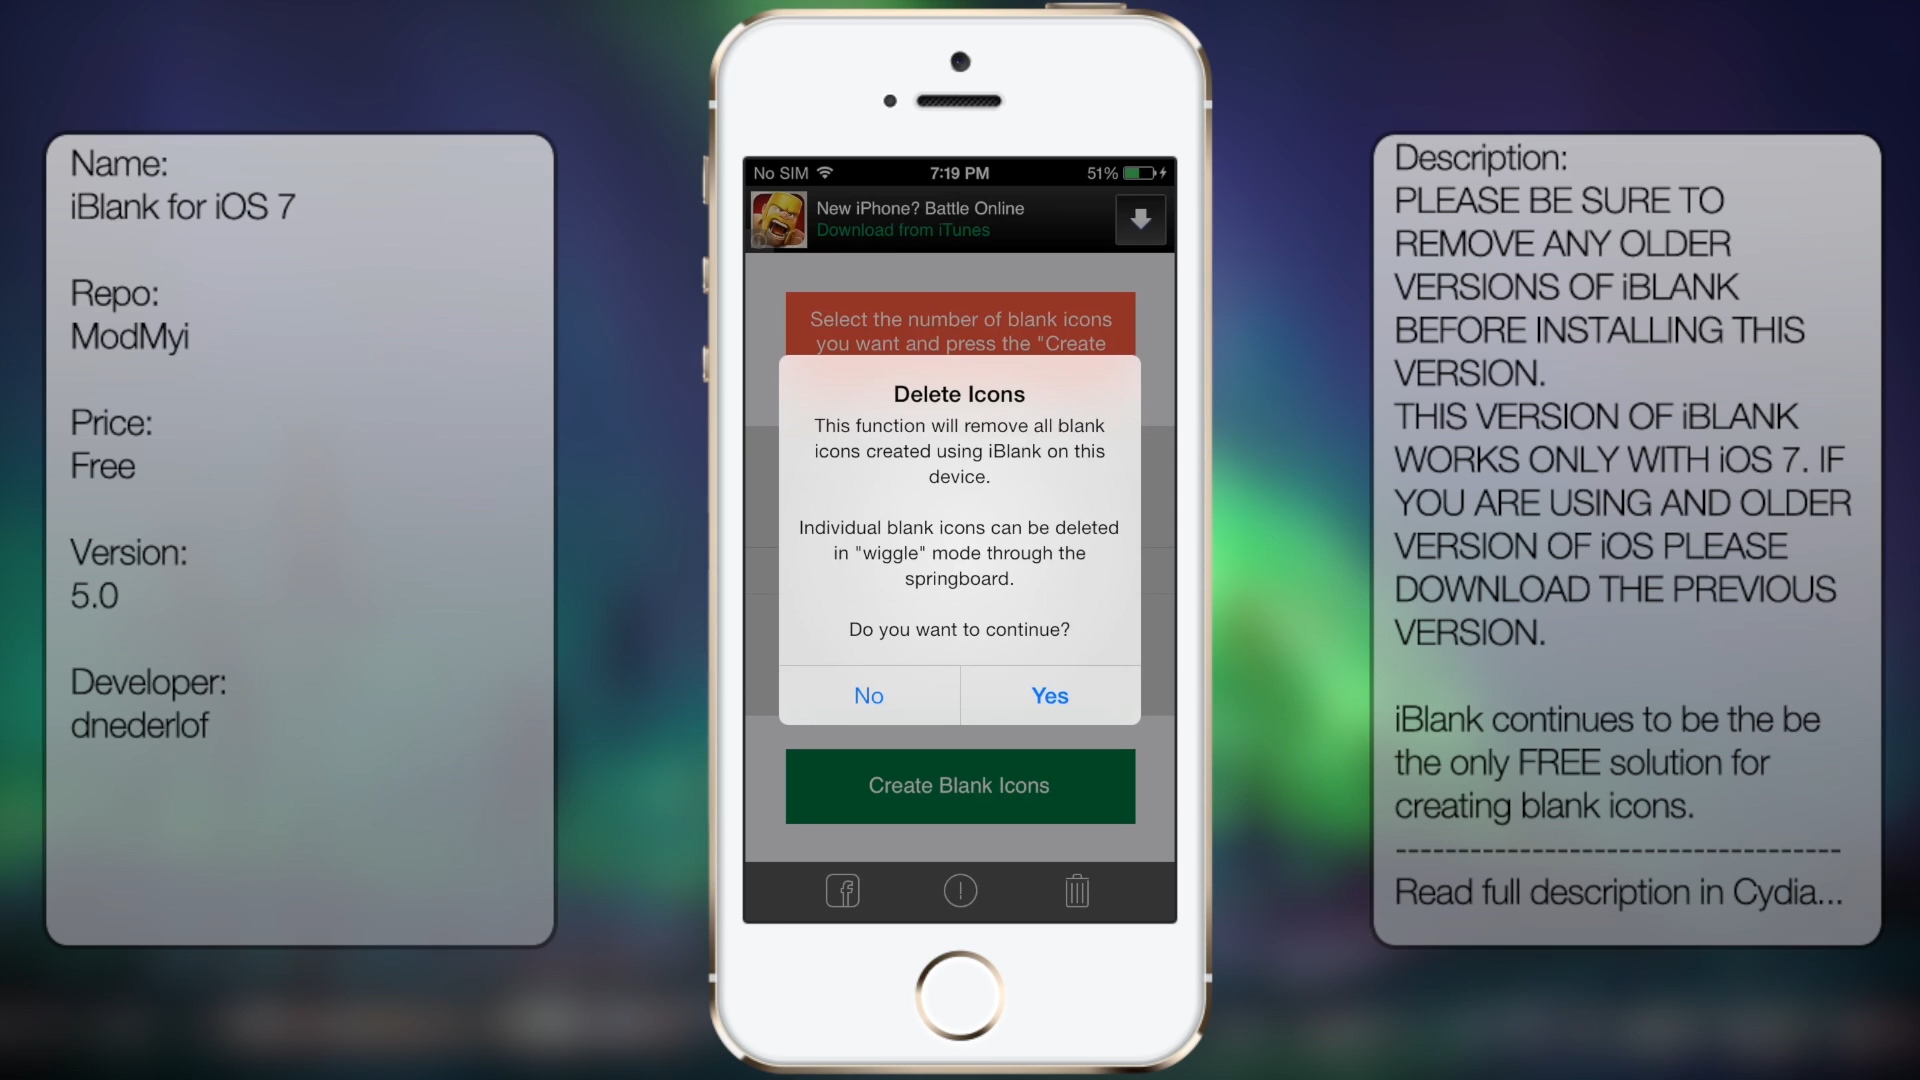 Name:
iBlank for iOS 7
Repo:
ModMyi
Price:
Free
Version:
5.0
Developer:
dnederlof
No SIM
7:19 PM
51%
New iPhone? Battle Online
Download from iTunes
Select the number of blank icons
you want and press the "Create
Delete Icons
This function will remove all blank
icons created using iBlank on this
device.
Individual blank icons can be deleted
in "wiggle" mode through the
springboard.
Do you want to continue?
No
Yes
Create Blank Icons
Description:
PLEASE BE SURE TO
REMOVE ANY OLDER
VERSIONS OF iBLANK
BEFORE INSTALLING THIS
VERSION.
THIS VERSION OF iBLANK
WORKS ONLY WITH iOS 7. IF
YOU ARE USING AND OLDER
VERSION OF iOS PLEASE
DOWNLOAD THE PREVIOUS
VERSION.
iBlank continues to be the be
the only FREE solution for
creating blank icons.
------------------------------------
Read full description in Cydia...